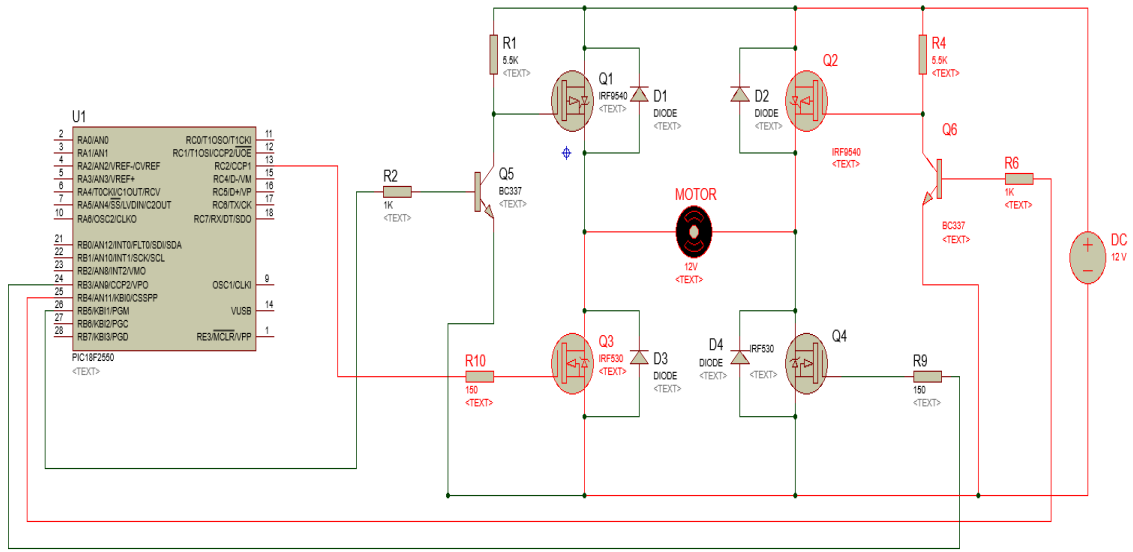 U1
2 RA0/AN0 RC0/T1OSO/T1CKI 11
3 RA1/AN1 RC1/T1OSI/CCP2/UOE 12
4 RA2/AN2/VREF-/CVREF RC2/CCP1 13
5 RA3/AN3/VREF+ RC4/D-/VM 15
6 RA4/T0CKI/C1OUT/RCV RC5/D+/VP 16
7 RA5/AN4/SS/LVDIN/C2OUT RC6/TX/CK 17
10 RA6/OSC2/CLKO RC7/RX/DT/SDO 18
21 RB0/AN12/INT0/FLT0/SDI/SDA
22 RB1/AN10/INT1/SCK/SCL
23 RB2/AN8/INT2/VMO
24 RB3/AN9/CCP2/VPO OSC1/CLKI 9
25 RB4/AN11/KBI0/CSSPP
26 RB5/KBI1/PGM VUSB 14
27 RB6/KBI2/PGC
28 RB7/KBI3/PGD RE3/MCLR/VPP 1
PIC18F2550
<TEXT>
R1
5.5K
<TEXT>
Q1
IRF9540
<TEXT>
D1
DIODE
<TEXT>
D2
DIODE
<TEXT>
Q2
IRF9540
<TEXT>
R4
5.5K
<TEXT>
R2
1K
<TEXT>
Q5
BC337
<TEXT>
Q6
BC337
<TEXT>
R6
1K
<TEXT>
MOTOR
12V
<TEXT>
DC
12 V
R10
150
<TEXT>
Q3
IRF530
<TEXT>
D3
DIODE
<TEXT>
D4
DIODE
<TEXT>
Q4
IRF530
<TEXT>
R9
150
<TEXT>